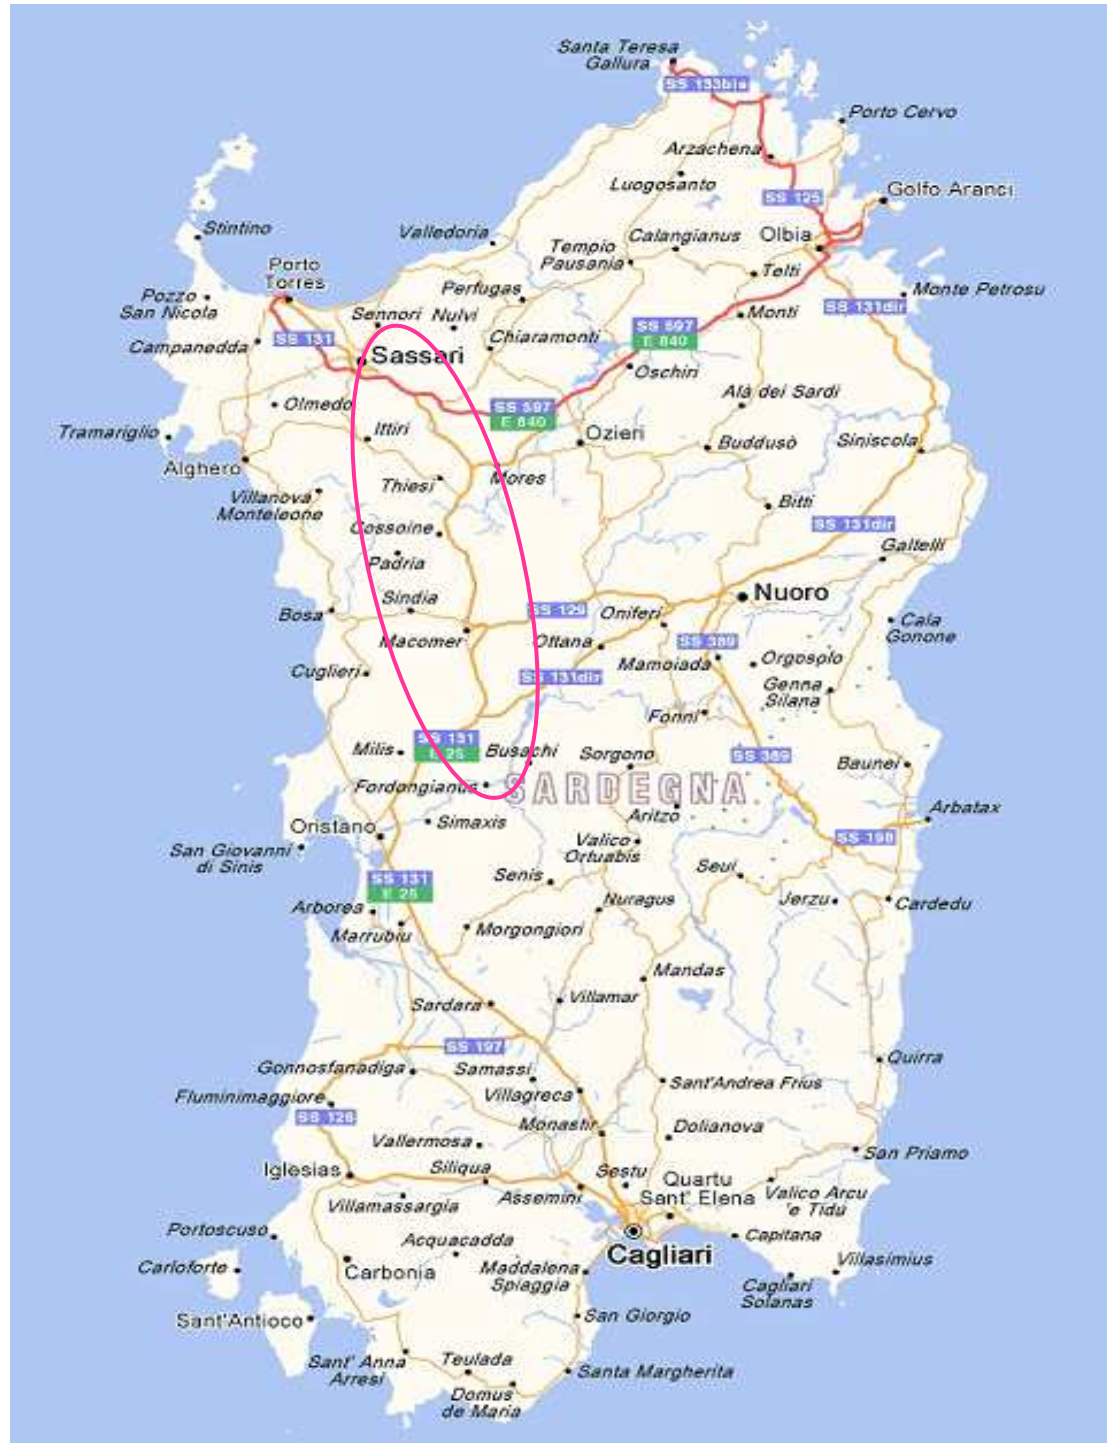 Santa Teresa
Gallura
SS 133bis
Porto Cervo
Arzachena
Luogosanto
SS 125
Golfo Aranci
Stintino
Valledoria
Tempio
Pausania
Calangianus
Olbia
Porto
Torres
Telti
Pozzo
San Nicola
Perfugas
Monte Petrosu
SS 131dir
Sennori
Nulvi
Monti
SS 131
Chiaramonti
SS 597
E 840
Campanedda
Sassari
Oschiri
Olmedo
SS 597
E 840
Alà dei Sardi
Tramariglio
Ittiri
Ozieri
Buddusò
Siniscola
Alghero
Thiesi
Mores
Villanova
Monteleone
Bitti
Cossoine
SS 131dir
Galtelli
Padria
Sindia
Nuoro
Bosa
SS 129
Oniferi
Cala
Gonone
Macomer
Ottana
SS 389
Mamoiada
Orgosolo
Cuglieri
SS 131dir
Genna
Silana
Fonni
Milis
SS 131
E 25
Busachi
Sorgono
SS 389
Baunei
Fordongianus
SARDEGNA
Arbatax
Simaxis
Aritzo
Oristano
SS 198
San Giovanni
di Sinis
Valico
Ortuabis
Senis
Seui
SS 131
E 25
Nuragus
Jerzu
Cardedu
Arborea
Marrubiu
Morgongiori
Mandas
Sardara
Villamar
SS 197
Quirra
Gonnosfanadiga
Samassi
Sant'Andrea Frius
Fluminimaggiore
Villagreca
SS 126
Monastir
Dolianova
Vallermosa
San Priamo
Iglesias
Siliqua
Sestu
Quartu
Sant' Elena
Assemini
Valico Arcu
'e Tidu
Villamassargia
Portoscuso
Capitana
Acquacadda
Cagliari
Carloforte
Carbonia
Maddalena
Spiaggia
Villasimius
Cagliari
Solanas
Sant'Antioco
San Giorgio
Sant' Anna
Arresi
Teulada
Santa Margherita
Domus
de Maria